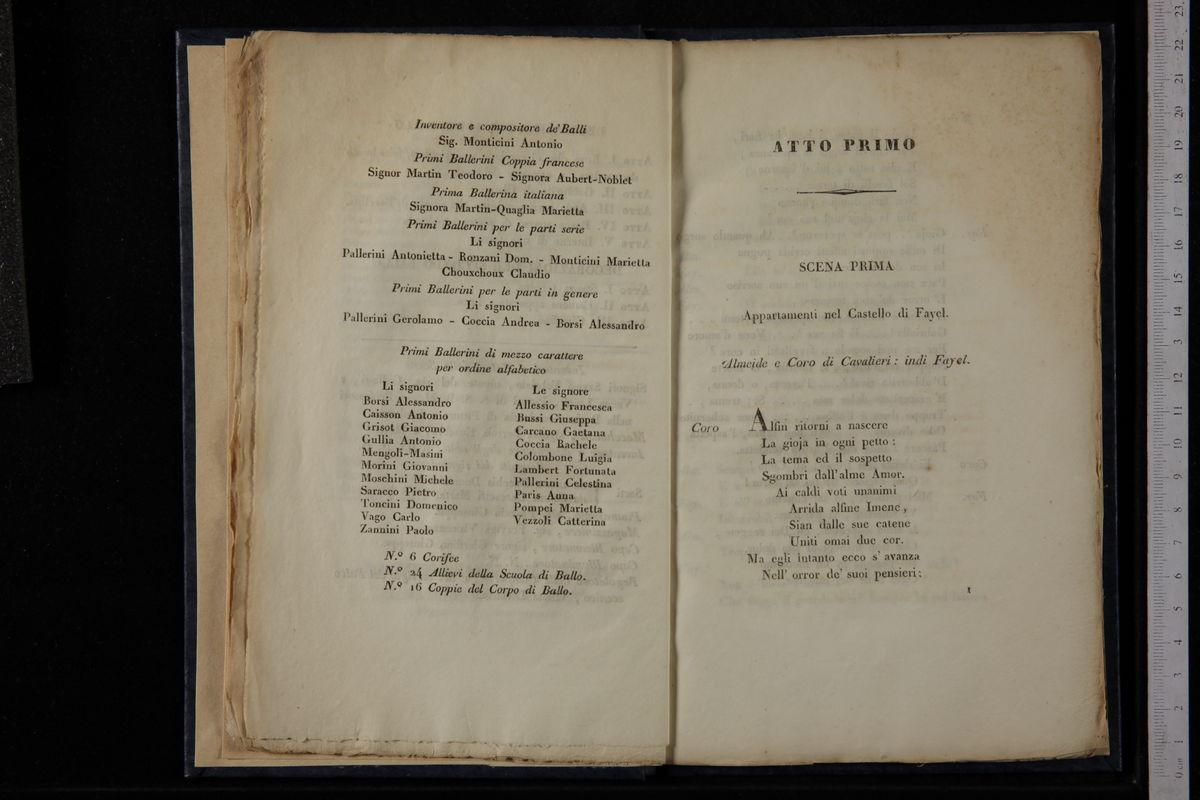 Inventore e compositore de' Balli
Sig. Monticini Antonio
Primi Ballerini Coppia francese
Signor Martin Teodoro - Signora Aubert-Noblet
Prima Ballerina italiana
Signora Martin-Quaglia Marietta
Primi Ballerini per le parti serie
Li signori
Pallerini Antonietta - Ronzani Dom. - Monticini Marietta
Chouxchoux Claudio
Primi Ballerini per le parti in genere
Li signori
Pallerini Gerolamo - Coccia Andrea - Borsi Alessandro
Primi Ballerini di mezzo carattere
per ordine alfabetico
Li signori
Borsi Alessandro
Caisson Antonio
Grisot Giacomo
Gullia Antonio
Mengoli-Masini
Morini Giovanni
Moschini Michele
Saracco Pietro
Toncini Domenico
Vago Carlo
Zannini Paolo
Le signore
Allessio Francesca
Bussi Giuseppa
Carcano Gaetana
Coccia Rachele
Colombone Luigia
Lambert Fortunata
Pallerini Celestina
Paris Anna
Pompei Marietta
Vezzoli Catterina
N.º 6 Corifee
N.º 24 Allievi della Scuola di Ballo.
N.º 16 Coppie del Corpo di Ballo.
ATTO PRIMO
SCENA PRIMA
Appartamenti nel Castello di Fayel.
Almeide e Coro di Cavalieri: indi Fayel.
Coro Alfin ritorni a nascere
La gioja in ogni petto:
La tema ed il sospetto
Sgombri dall'alme Amor.
Ai caldi voti unanimi
Arrida alfine Imene,
Sian dalle sue catene
Uniti omai due cor.
Ma egli intanto ecco s' avanza
Nell' orror de' suoi pensieri:
1